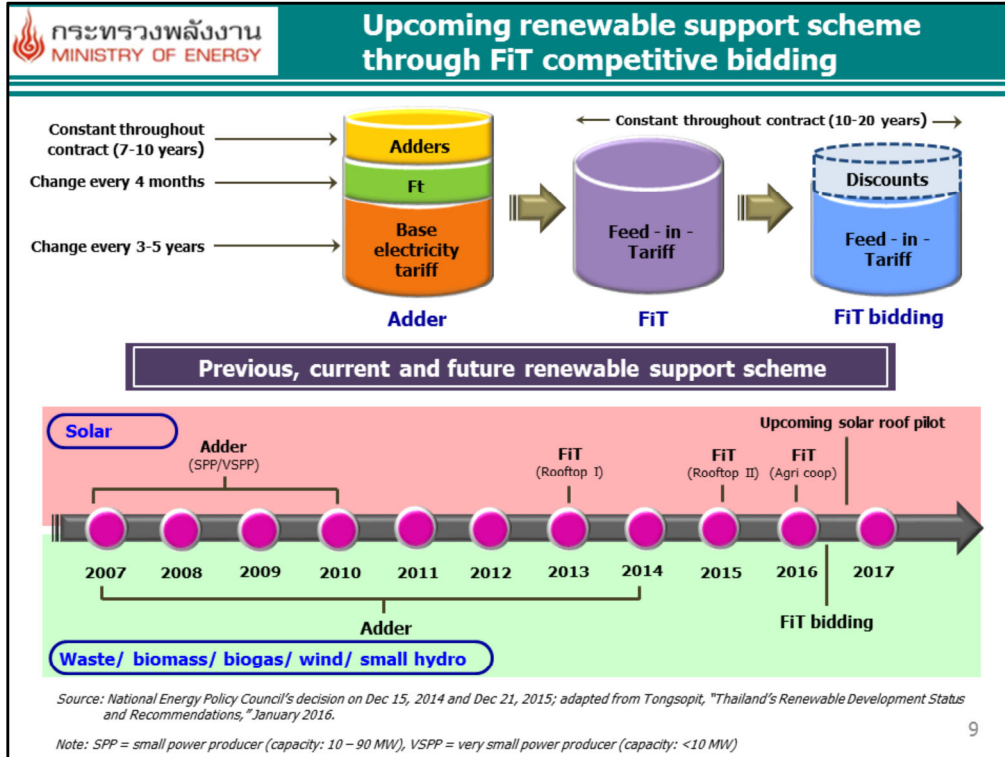 กระทรวงพลังงาน
MINISTRY OF ENERGY
Upcoming renewable support scheme
through FiT competitive bidding
Constant throughout
contract (7-10 years)
Change every 4 months
Change every 3-5 years
Adders
Ft
Base
electricity
tariff
Adder
Constant throughout contract (10-20 years)
Feed - in -
Tariff
FiT
Discounts
Feed - in -
Tariff
FiT bidding
Previous, current and future renewable support scheme
Solar
Adder
(SPP/VSPP)
FiT
(Rooftop I)
FiT
(Rooftop II)
FiT
(Agri coop)
Upcoming solar roof pilot
2007 2008 2009 2010 2011 2012 2013 2014 2015 2016 2017
Adder
FiT bidding
Waste/ biomass/ biogas/ wind/ small hydro
Source: National Energy Policy Council's decision on Dec 15, 2014 and Dec 21, 2015; adapted from Tongsopit, "Thailand's Renewable Development Status
and Recommendations," January 2016.
Note: SPP = small power producer (capacity: 10 – 90 MW), VSPP = very small power producer (capacity: <10 MW)
9